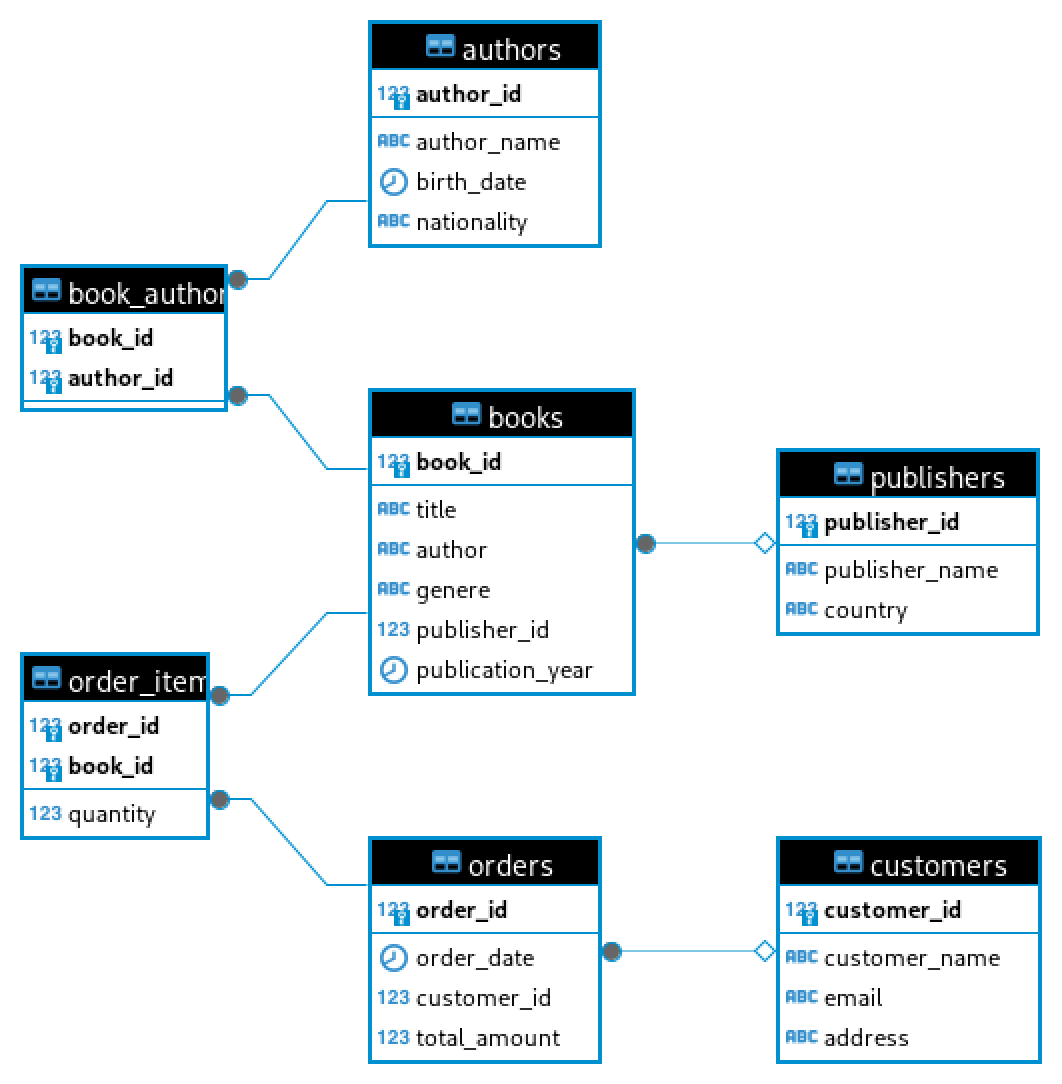 authors
123 author_id
ABC author_name
birth_date
ABC nationality
book_author
123 book_id
123 author_id
books
123 book_id
ABC title
ABC author
ABC genere
123 publisher_id
publication_year
publishers
123 publisher_id
ABC publisher_name
ABC country
order_item
123 order_id
123 book_id
123 quantity
orders
123 order_id
order_date
123 customer_id
123 total_amount
customers
123 customer_id
ABC customer_name
ABC email
ABC address